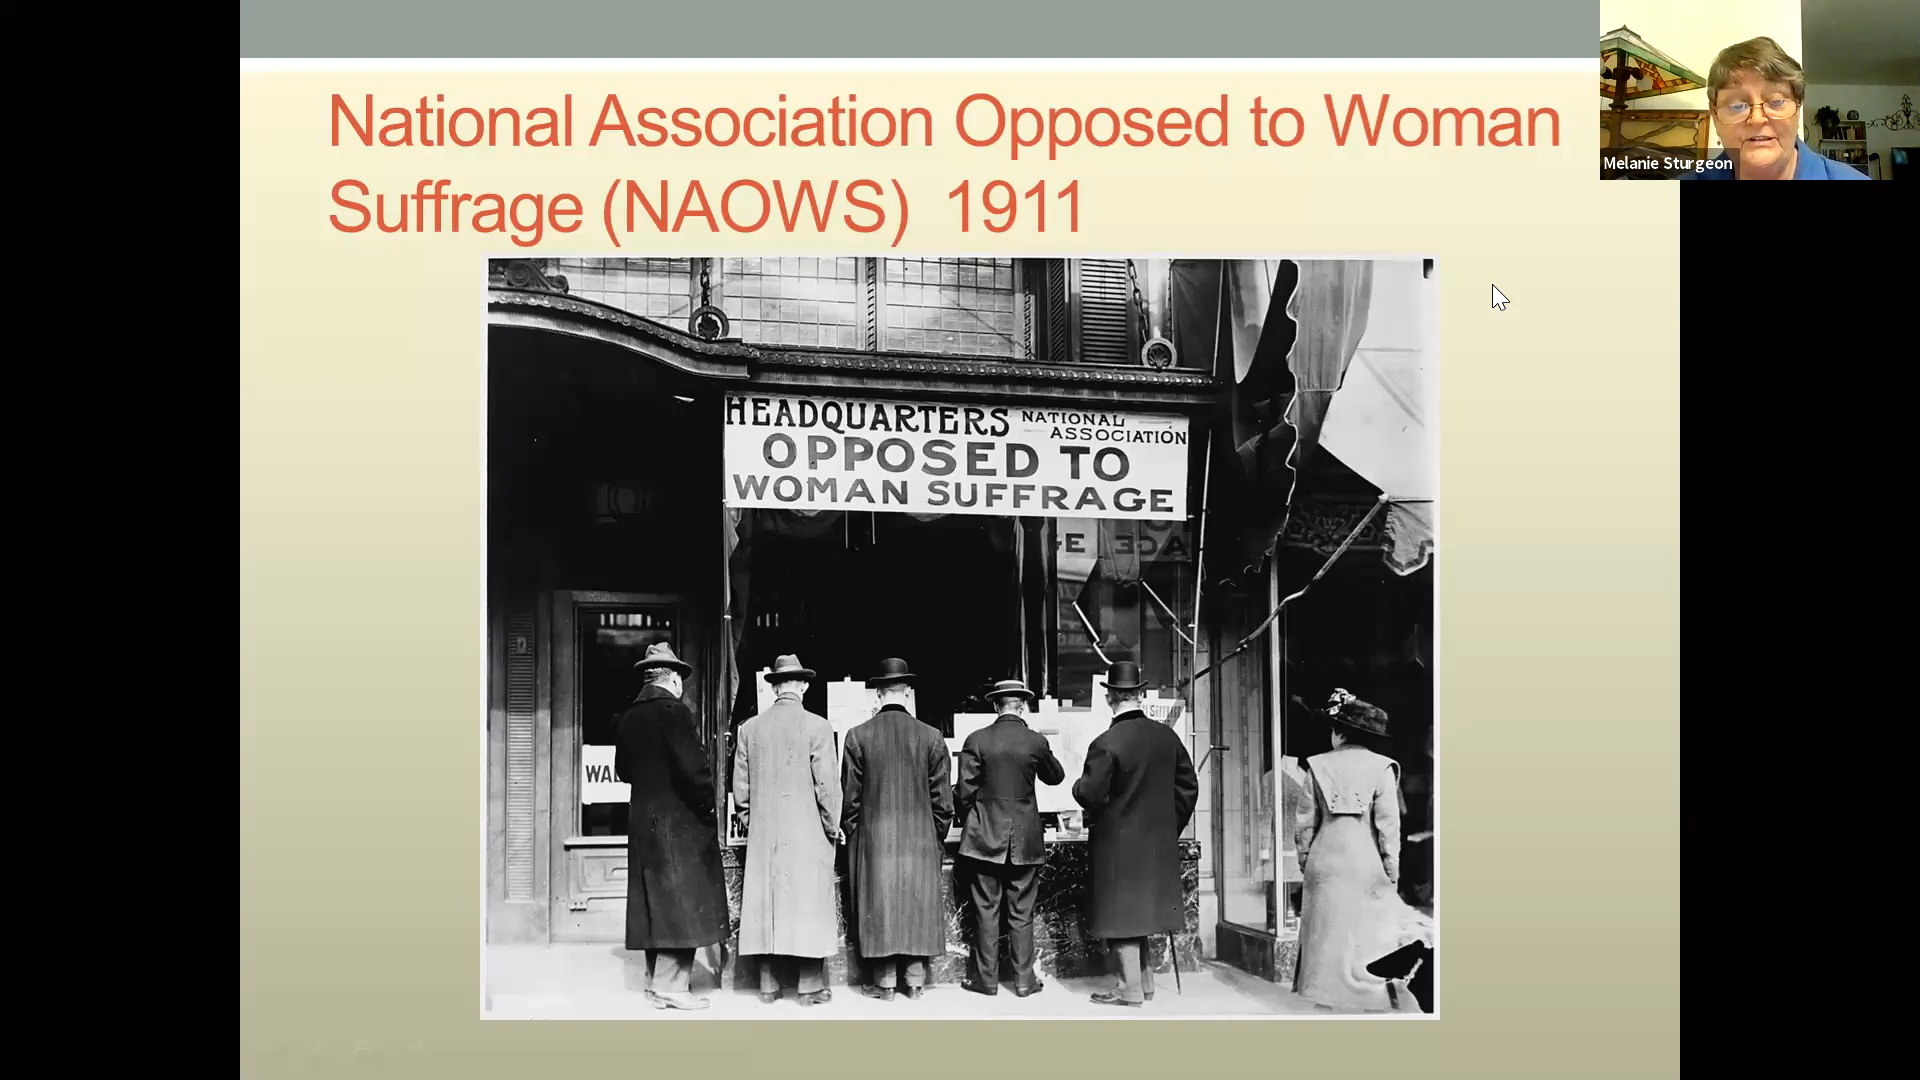 National Association Opposed to Woman
Suffrage (NAOWS) 1911
Melanie Sturgeon
HEADQUARTERS NATIONAL
ASSOCIATION
OPPOSED TO
WOMAN SUFFRAGE